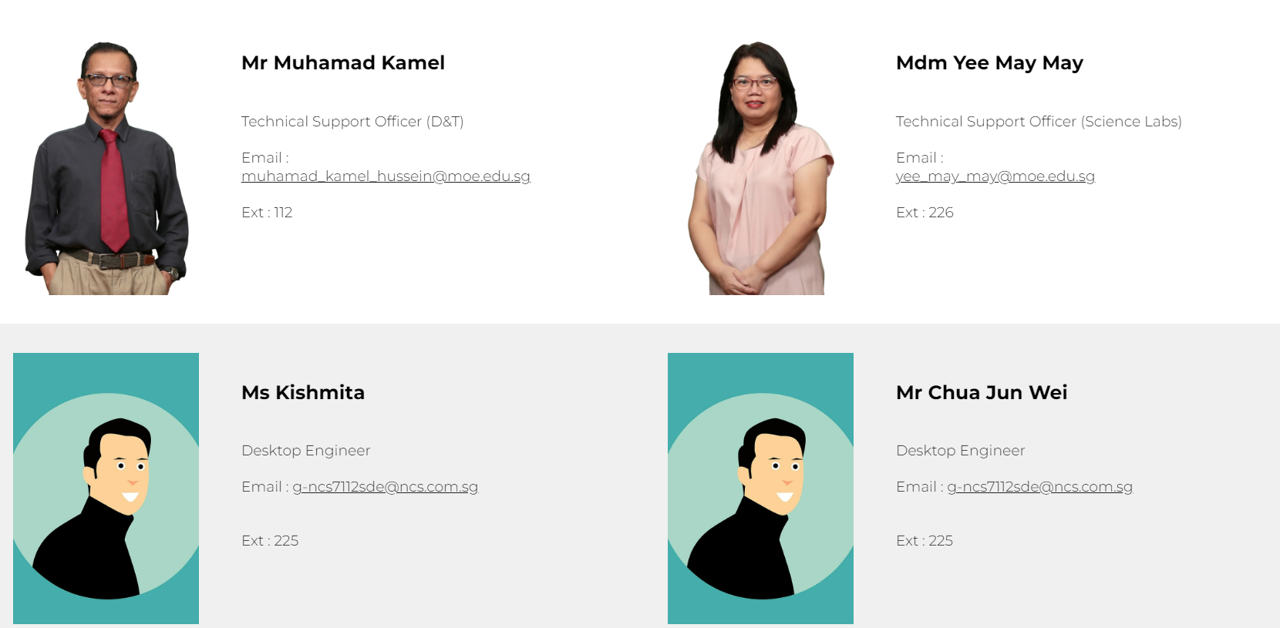 Mr Muhamad Kamel
Technical Support Officer (D&T)
Email :
muhamad_kamel_hussein@moe.edu.sg
Ext : 112
Mdm Yee May May
Technical Support Officer (Science Labs)
Email :
yee_may_may@moe.edu.sg
Ext : 226
Ms Kishmita
Desktop Engineer
Email : g-ncs7112sde@ncs.com.sg
Ext : 225
Mr Chua Jun Wei
Desktop Engineer
Email : g-ncs7112sde@ncs.com.sg
Ext : 225